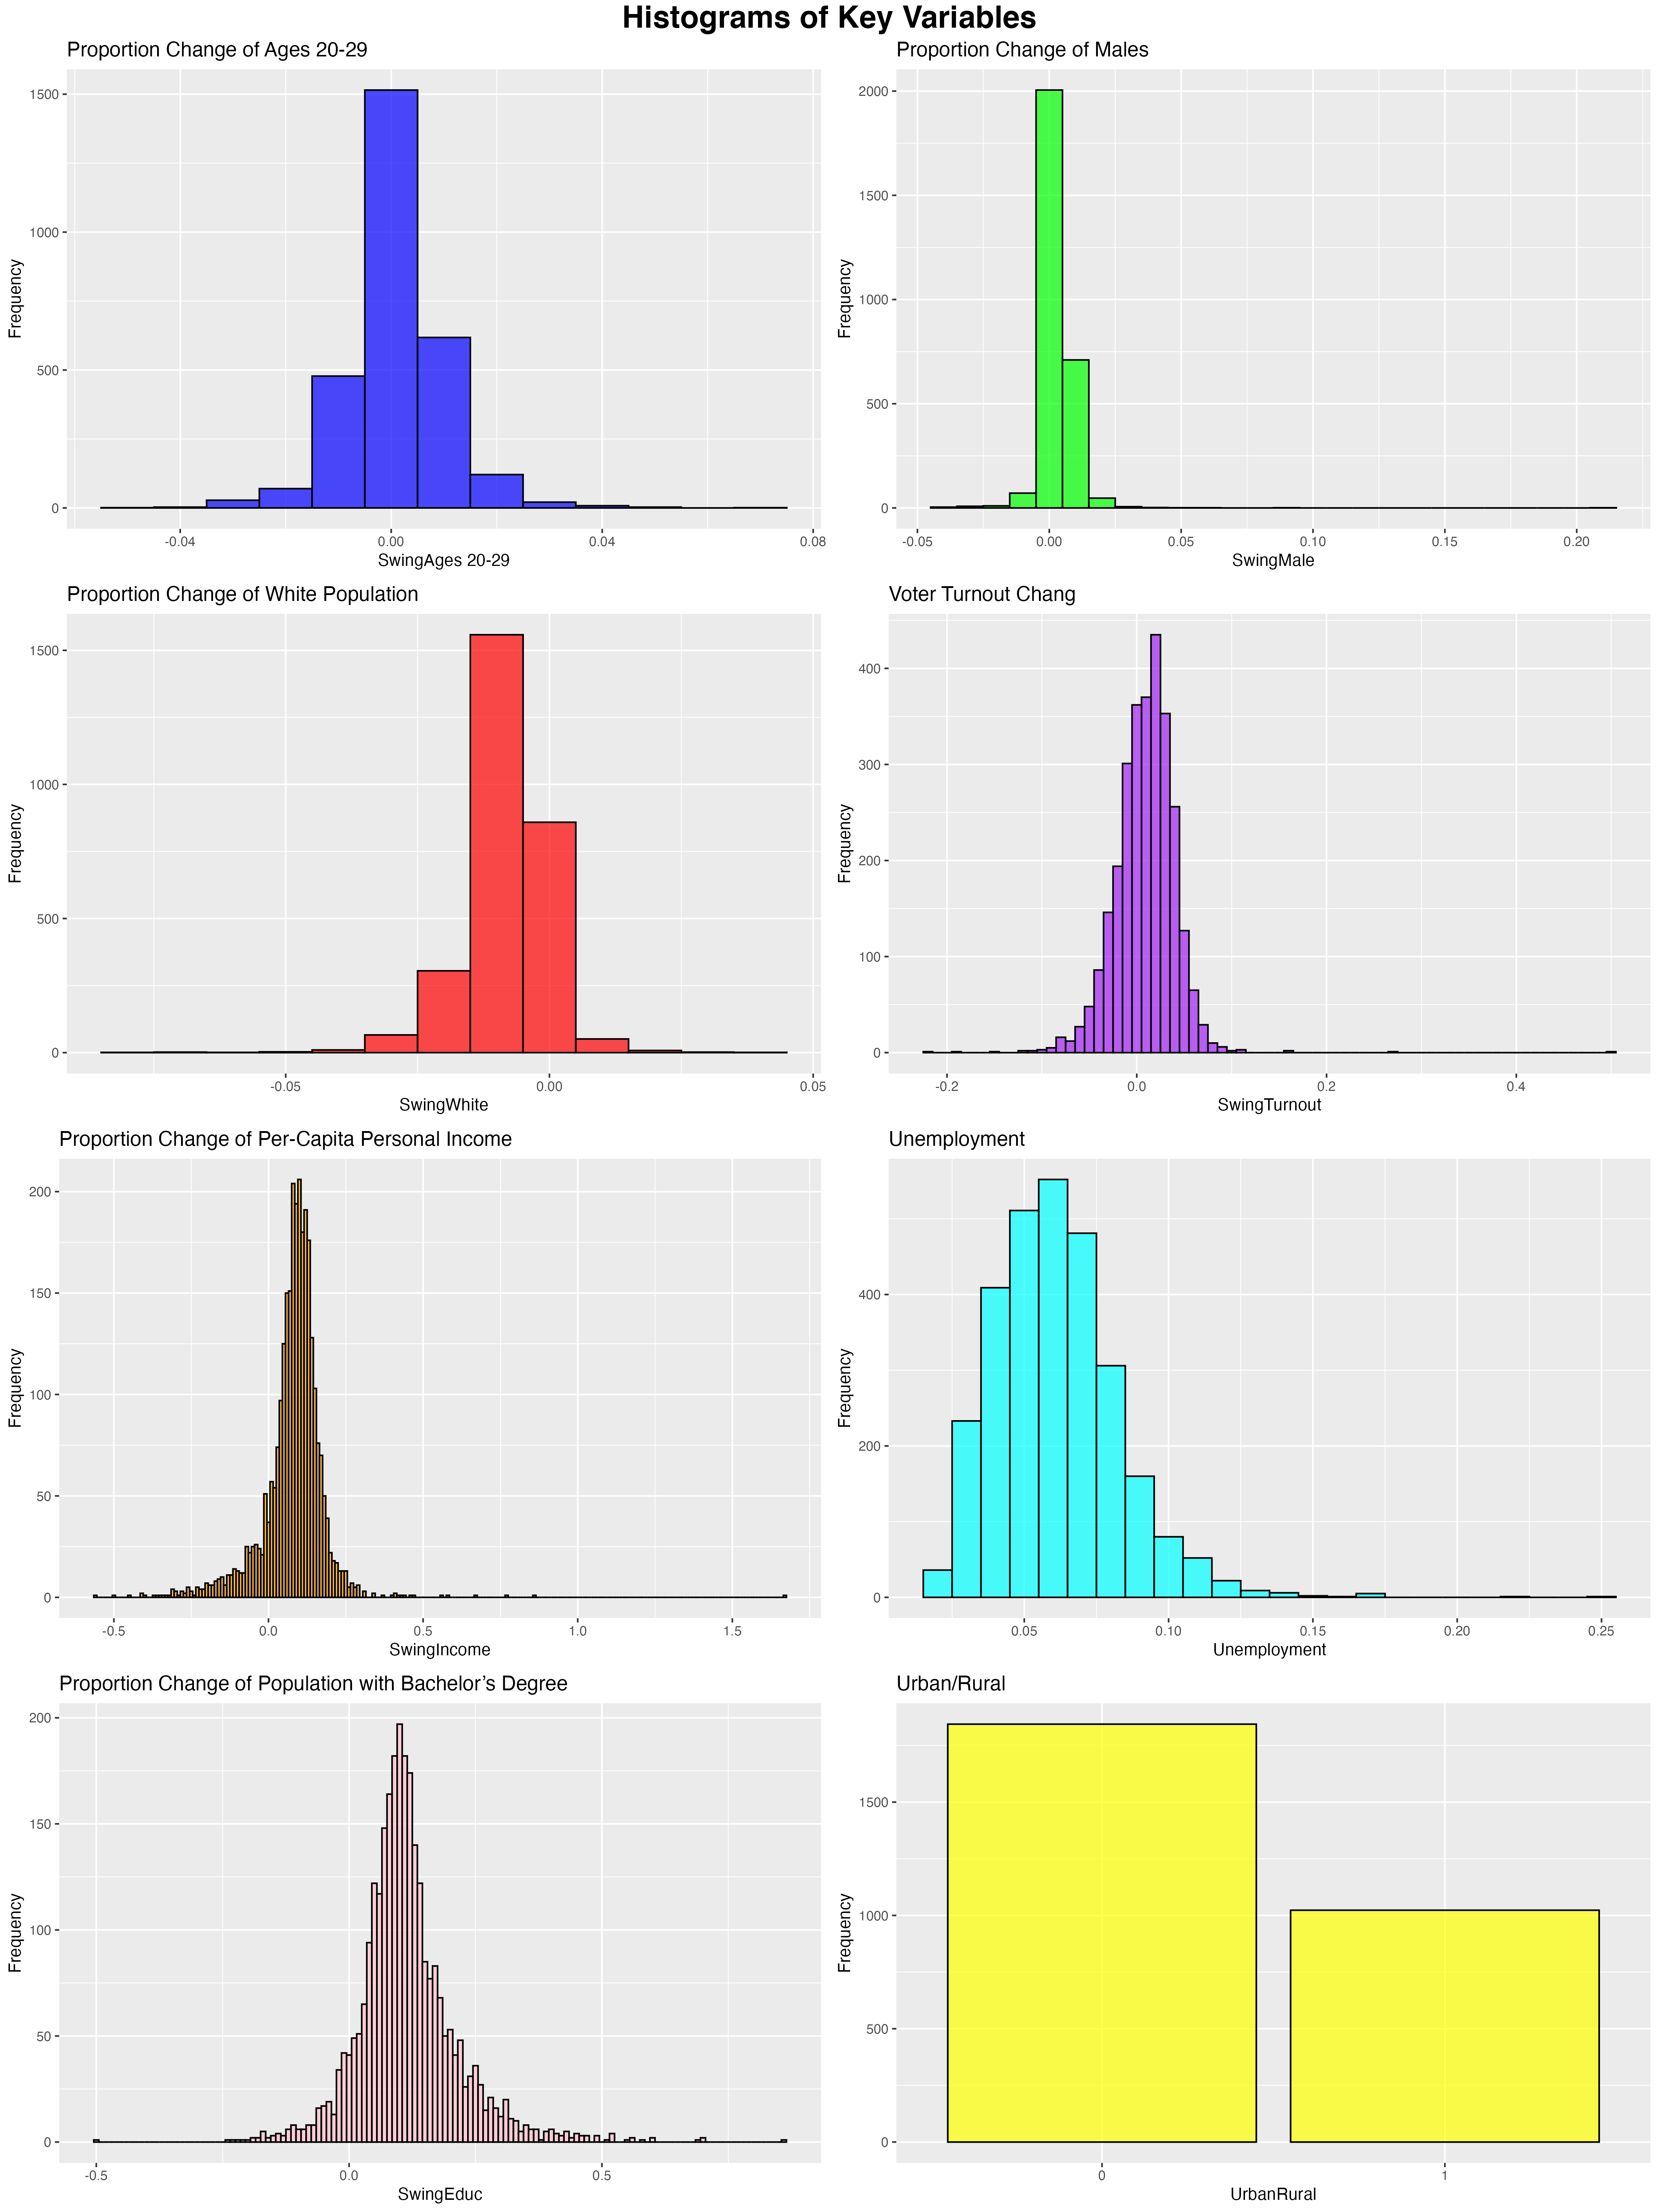 Histograms of Key Variables
Proportion Change of Ages 20-29
Frequency
1500
1000
500
0
-0.04 0.00 0.04 0.08
SwingAges 20-29
Proportion Change of Males
Frequency
2000
1500
1000
500
0
-0.05 0.00 0.05 0.10 0.15 0.20
SwingMale
Proportion Change of White Population
Frequency
1500
1000
500
0
-0.05 0.00 0.05
SwingWhite
Voter Turnout Chang
Frequency
400
300
200
100
0
-0.2 0.0 0.2 0.4
SwingTurnout
Proportion Change of Per-Capita Personal Income
Frequency
200
150
100
50
0
-0.5 0.0 0.5 1.0 1.5
SwingIncome
Unemployment
Frequency
400
200
0
0.05 0.10 0.15 0.20 0.25
Unemployment
Proportion Change of Population with Bachelor’s Degree
Frequency
200
150
100
50
0
-0.5 0.0 0.5
SwingEduc
Urban/Rural
Frequency
1500
1000
500
0
0 1
UrbanRural